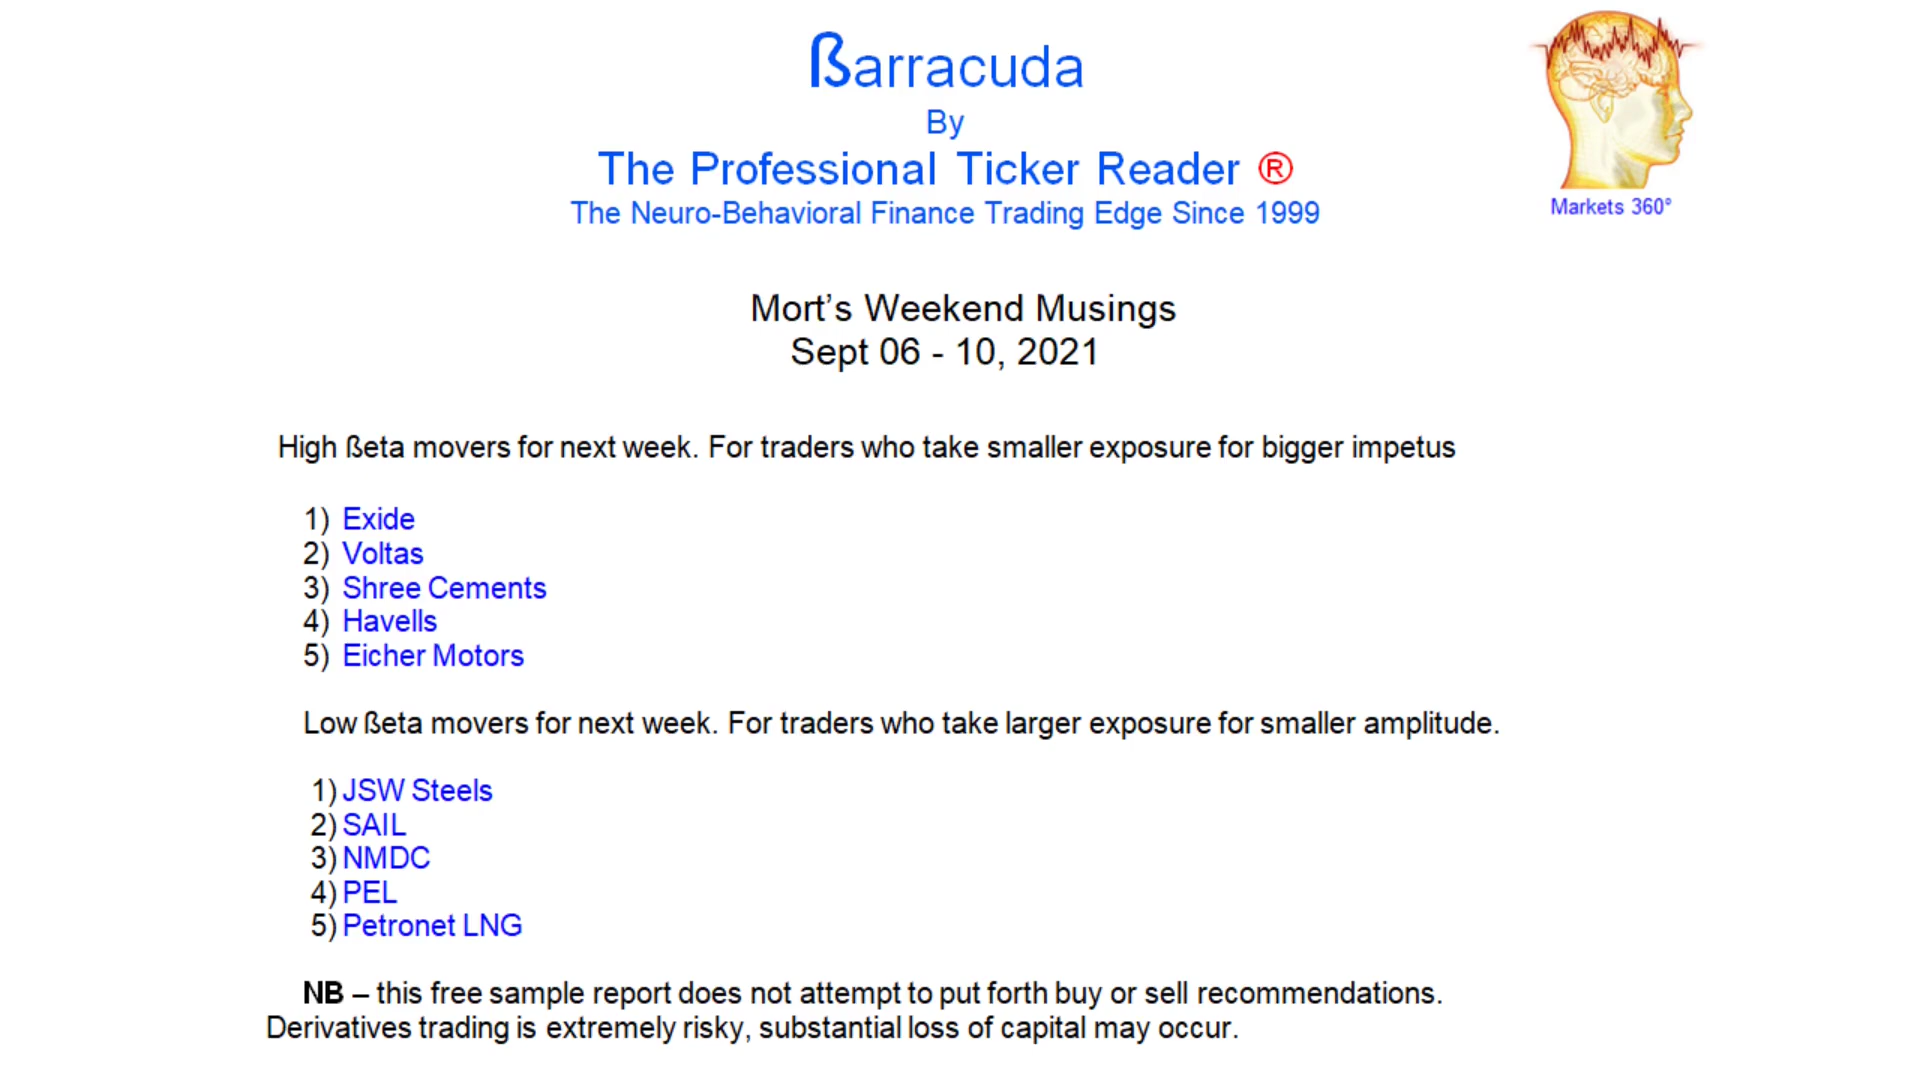 ßarracuda
By
The Professional Ticker Reader ®
The Neuro-Behavioral Finance Trading Edge Since 1999
Markets 360°
Mort’s Weekend Musings
Sept 06 - 10, 2021
High ßeta movers for next week. For traders who take smaller exposure for bigger impetus
1) Exide
2) Voltas
3) Shree Cements
4) Havells
5) Eicher Motors
Low ßeta movers for next week. For traders who take larger exposure for smaller amplitude.
1) JSW Steels
2) SAIL
3) NMDC
4) PEL
5) Petronet LNG
NB – this free sample report does not attempt to put forth buy or sell recommendations.
Derivatives trading is extremely risky, substantial loss of capital may occur.